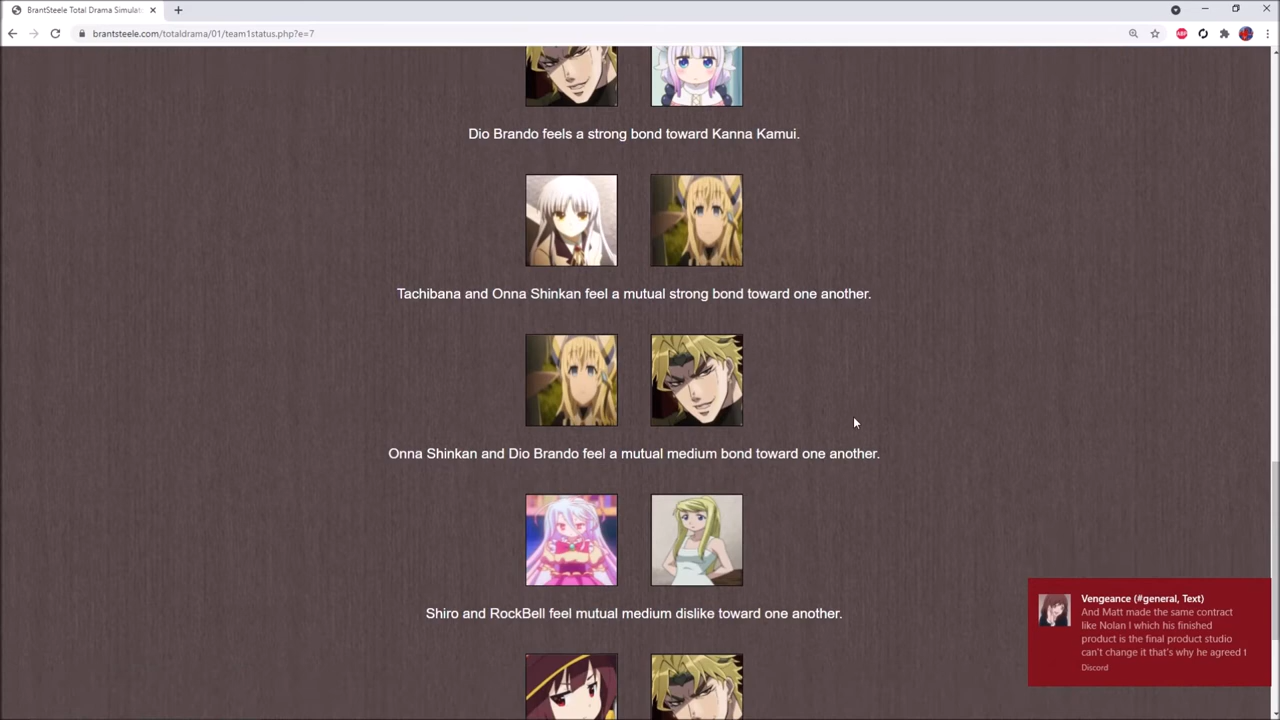 BrantSteele Total Drama Simulat
brantsteele.com/totaldrama/01/team1status.php?e=7
ABP
Dio Brando feels a strong bond toward Kanna Kamui.
Tachibana and Onna Shinkan feel a mutual strong bond toward one another.
Onna Shinkan and Dio Brando feel a mutual medium bond toward one another.
Shiro and RockBell feel mutual medium dislike toward one another.
Vengeance (#general, Text)
And Matt made the same contract
like Nolan I which his finished
product is the final product studio
can't change it that's why he agreed t
Discord